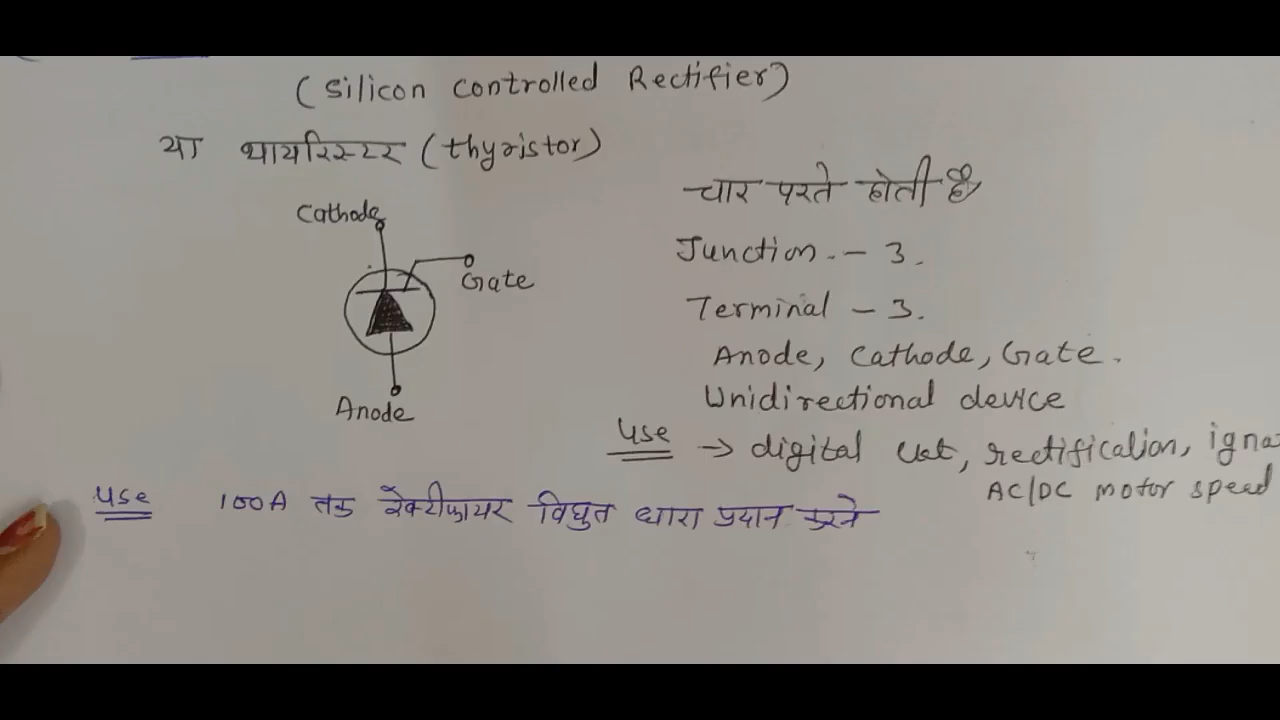 (Silicon controlled Rectifier)
या थायरिस्टर (thyristor)
Cathode
Gate
Anode
चार परते होती है
Junction - 3.
Terminal - 3.
Anode, Cathode, Gate.
Unidirectional device
Use → digital ckt, rectification,
AC/DC motor speed
Use 100A तक रेक्टीफायर विधुत धारा प्रदान करने